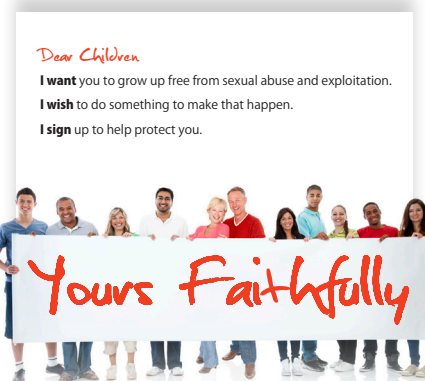 Dear Children
I want you to grow up free from sexual abuse and exploitation.
I wish to do something to make that happen.
I sign up to help protect you.
Yours Faithfully